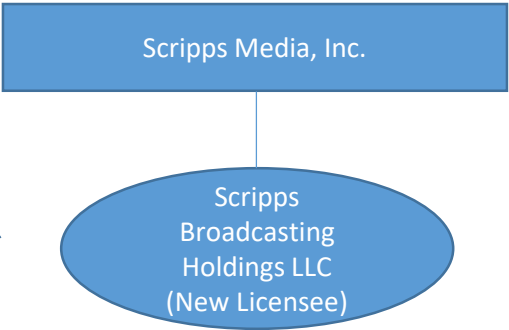 Scripps Media, Inc.
Scripps
Broadcasting
Holdings LLC
(New Licensee)